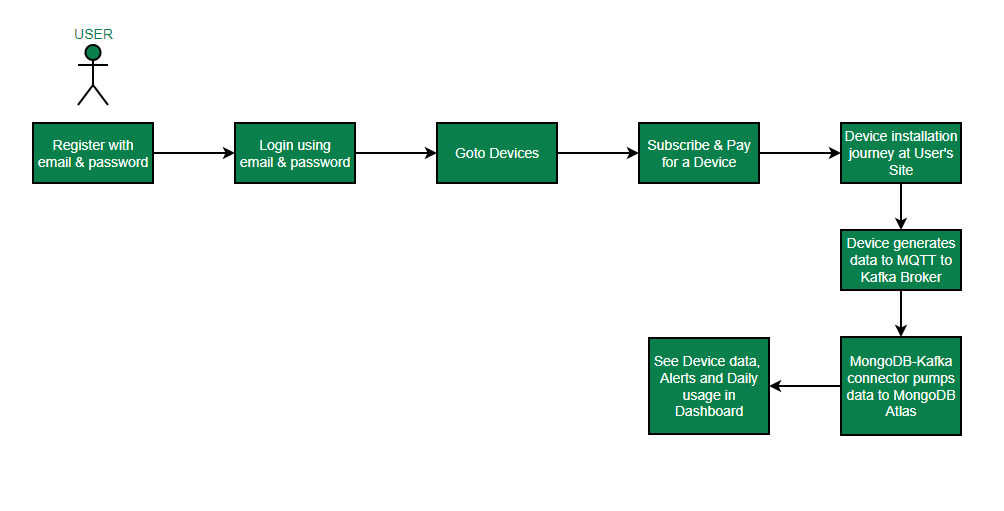 USER
Register with
email & password
Login using
email & password
Goto Devices
Subscribe & Pay
for a Device
Device installation
journey at User's
Site
Device generates
data to MQTT to
Kafka Broker
MongoDB-Kafka
connector pumps
data to MongoDB
Atlas
See Device data,
Alerts and Daily
usage in
Dashboard